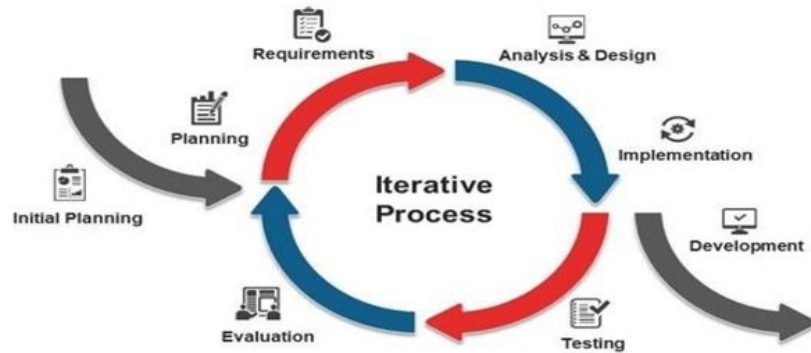 Requirements
Analysis & Design
Planning
Implementation
Iterative
Process
Initial Planning
Development
Evaluation
Testing